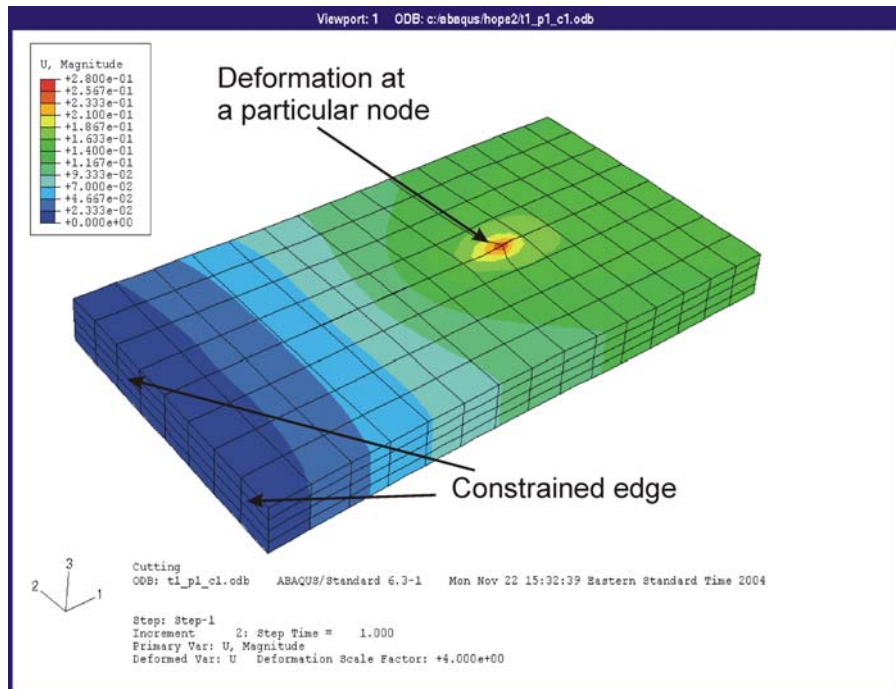 Viewport: 1    ODB: c:/abaqus/hope2/t1_p1_c1.odb
U, Magnitude
+2.800e-01
+2.567e-01
+2.333e-01
+2.100e-01
+1.867e-01
+1.633e-01
+1.400e-01
+1.167e-01
+9.333e-02
+7.000e-02
+4.667e-02
+2.333e-02
+0.000e+00
Deformation at
a particular node
Constrained edge
3
2
1
Cutting
ODB: t1_p1_c1.odb    ABAQUS/Standard 6.3-1    Mon Nov 22 15:32:39 Eastern Standard Time 2004
Step: Step-1
Increment    2: Step Time =    1.000
Primary Var: U, Magnitude
Deformed Var: U    Deformation Scale Factor: +4.000e+00